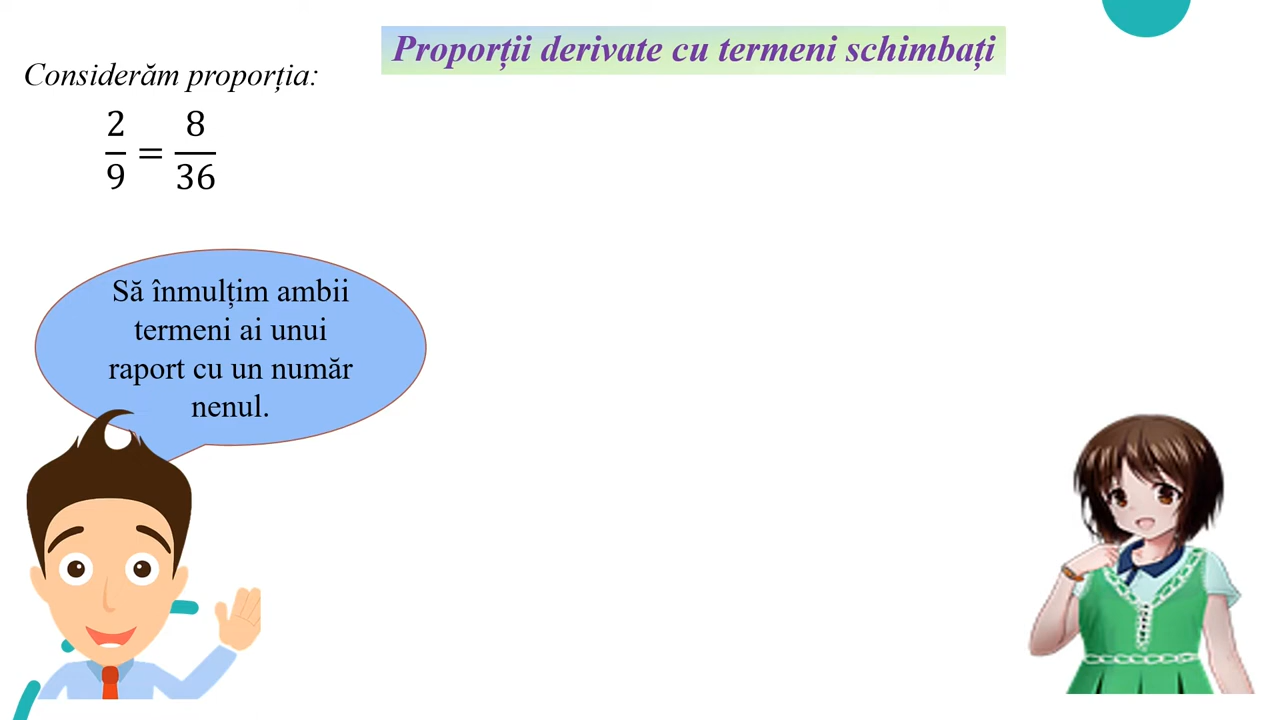 Proporții derivate cu termeni schimbați
Considerăm proporția:
2/9 = 8/36
Să înmulțim ambii
termeni ai unui
raport cu un număr
nenul.